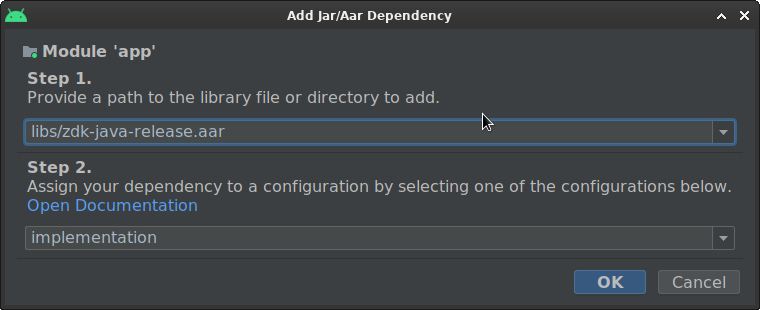 Add Jar/Aar Dependency
Module 'app'
Step 1.
Provide a path to the library file or directory to add.
libs/zdk-java-release.aar
Step 2.
Assign your dependency to a configuration by selecting one of the configurations below.
Open Documentation
implementation
OK
Cancel